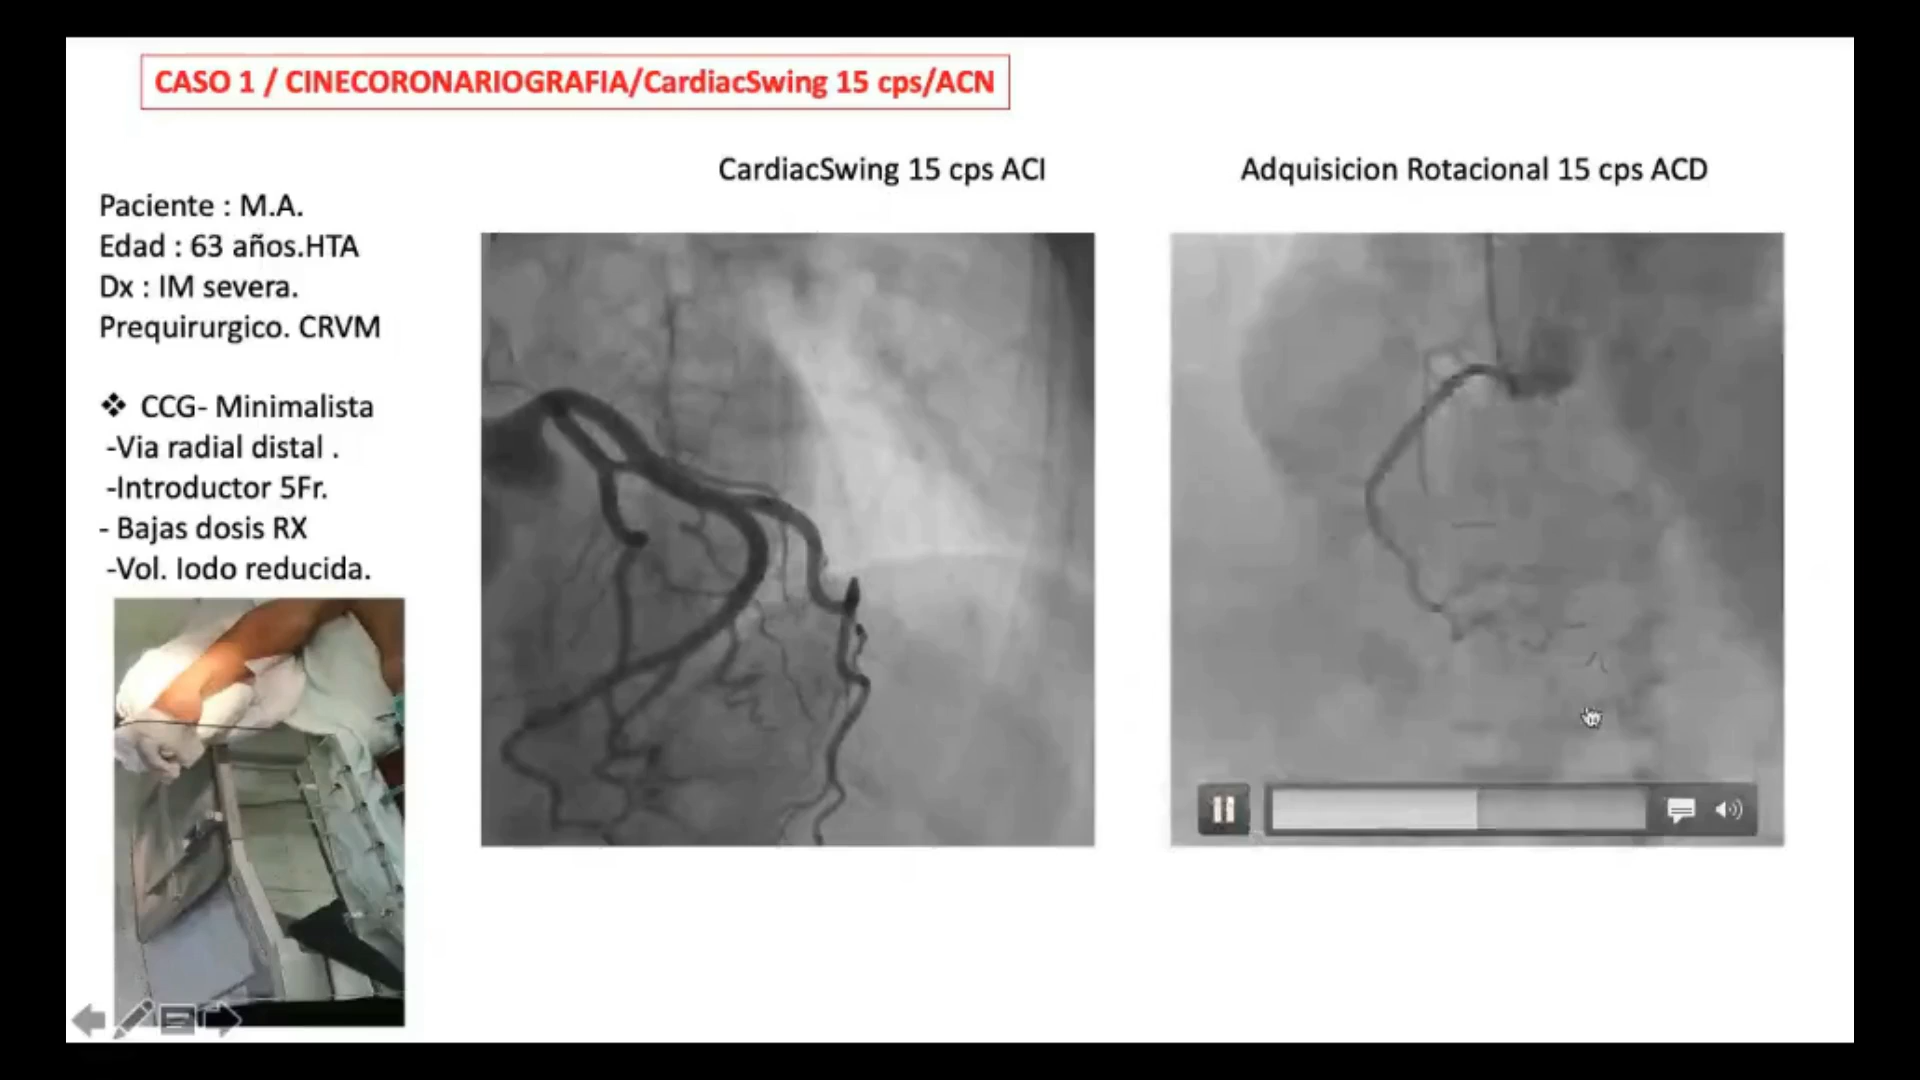 CASO 1 / CINECORONARIOGRAFIA/CardiacSwing 15 cps/ACN
CardiacSwing 15 cps ACI
Adquisicion Rotacional 15 cps ACD
Paciente : M.A.
Edad : 63 años.HTA
Dx : IM severa.
Prequirurgico. CRVM
❖ CCG- Minimalista
-Via radial distal .
-Introductor 5Fr.
- Bajas dosis RX
-Vol. Iodo reducida.